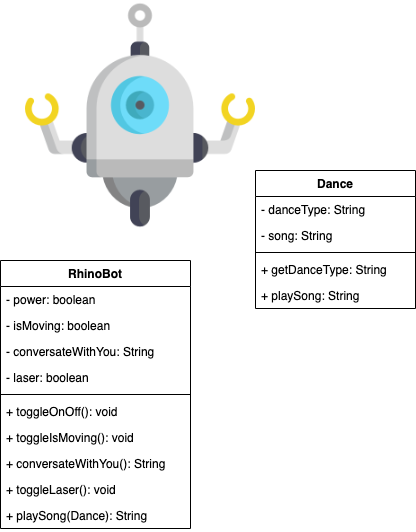 Dance
- danceType: String
- song: String
+ getDanceType: String
+ playSong: String
RhinoBot
- power: boolean
- isMoving: boolean
- conversateWithYou: String
- laser: boolean
+ toggleOnOff(): void
+ toggleIsMoving(): void
+ conversateWithYou(): String
+ toggleLaser(): void
+ playSong(Dance): String